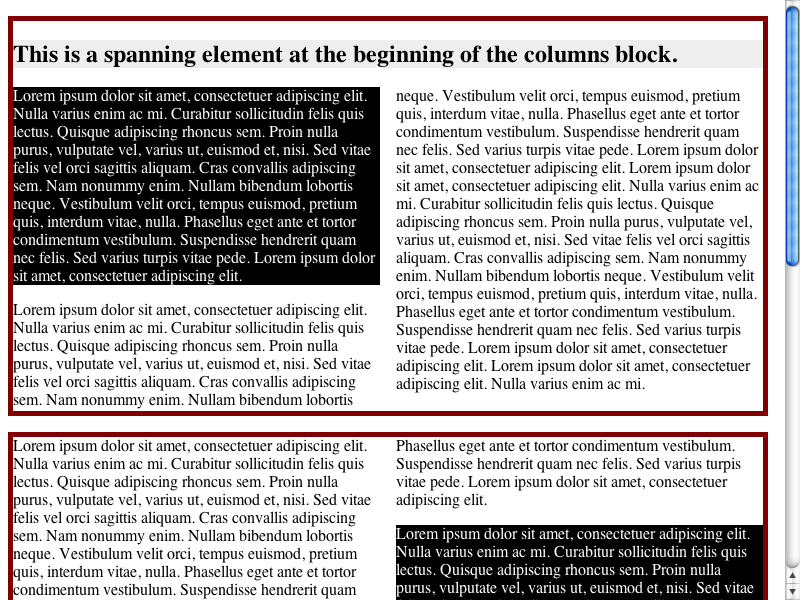 This is a spanning element at the beginning of the columns block.
Lorem ipsum dolor sit amet, consectetuer adipiscing elit.
Nulla varius enim ac mi. Curabitur sollicitudin felis quis
lectus. Quisque adipiscing rhoncus sem. Proin nulla
purus, vulputate vel, varius ut, euismod et, nisi. Sed vitae
felis vel orci sagittis aliquam. Cras convallis adipiscing
sem. Nam nonummy enim. Nullam bibendum lobortis
neque. Vestibulum velit orci, tempus euismod, pretium
quis, interdum vitae, nulla. Phasellus eget ante et tortor
condimentum vestibulum. Suspendisse hendrerit quam
nec felis. Sed varius turpis vitae pede. Lorem ipsum dolor
sit amet, consectetuer adipiscing elit.
Lorem ipsum dolor sit amet, consectetuer adipiscing elit.
Nulla varius enim ac mi. Curabitur sollicitudin felis quis
lectus. Quisque adipiscing rhoncus sem. Proin nulla
purus, vulputate vel, varius ut, euismod et, nisi. Sed vitae
felis vel orci sagittis aliquam. Cras convallis adipiscing
sem. Nam nonummy enim. Nullam bibendum lobortis
neque. Vestibulum velit orci, tempus euismod, pretium
quis, interdum vitae, nulla. Phasellus eget ante et tortor
condimentum vestibulum. Suspendisse hendrerit quam
nec felis. Sed varius turpis vitae pede. Lorem ipsum dolor
sit amet, consectetuer adipiscing elit. Lorem ipsum dolor
sit amet, consectetuer adipiscing elit. Nulla varius enim ac
mi. Curabitur sollicitudin felis quis lectus. Quisque
adipiscing rhoncus sem. Proin nulla purus, vulputate vel,
varius ut, euismod et, nisi. Sed vitae felis vel orci sagittis
aliquam. Cras convallis adipiscing sem. Nam nonummy
enim. Nullam bibendum lobortis neque. Vestibulum velit
orci, tempus euismod, pretium quis, interdum vitae, nulla.
Phasellus eget ante et tortor condimentum vestibulum.
Suspendisse hendrerit quam nec felis. Sed varius turpis
vitae pede. Lorem ipsum dolor sit amet, consectetuer
adipiscing elit. Lorem ipsum dolor sit amet, consectetuer
adipiscing elit. Nulla varius enim ac mi.
Lorem ipsum dolor sit amet, consectetuer adipiscing elit.
Nulla varius enim ac mi. Curabitur sollicitudin felis quis
lectus. Quisque adipiscing rhoncus sem. Proin nulla
purus, vulputate vel, varius ut, euismod et, nisi. Sed vitae
felis vel orci sagittis aliquam. Cras convallis adipiscing
sem. Nam nonummy enim. Nullam bibendum lobortis
neque. Vestibulum velit orci, tempus euismod, pretium
quis, interdum vitae, nulla. Phasellus eget ante et tortor
condimentum vestibulum. Suspendisse hendrerit quam
Phasellus eget ante et tortor condimentum vestibulum.
Suspendisse hendrerit quam nec felis. Sed varius turpis
vitae pede. Lorem ipsum dolor sit amet, consectetuer
adipiscing elit.
Lorem ipsum dolor sit amet, consectetuer adipiscing elit.
Nulla varius enim ac mi. Curabitur sollicitudin felis quis
lectus. Quisque adipiscing rhoncus sem. Proin nulla
purus, vulputate vel, varius ut, euismod et, nisi. Sed vitae